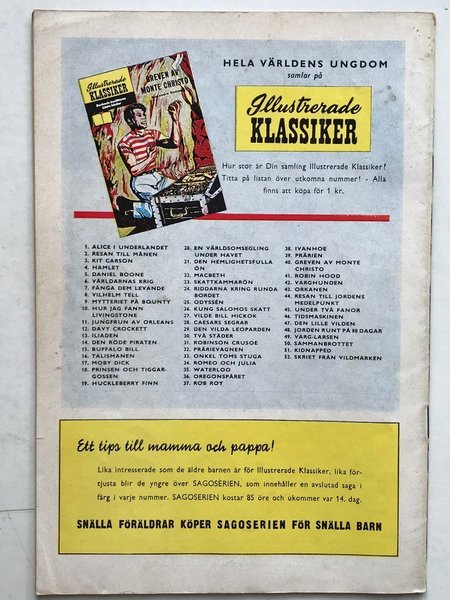 Illustrerade
KLASSIKER
GREVEN AV
MONTE CHRISTO
HELA VÄRLDENS UNGDOM
samlar på
Illustrerade
KLASSIKER
Hur stor är Din samling Illustrerade Klassiker?
Titta på listan över utkomna nummer! - Alla
finns att köpa för 1 kr.
1. ALICE I UNDERLANDET
2. RESAN TILL MÅNEN
3. KIT CARSON
4. HAMLET
5. DANIEL BOONE
6. VÄRLDARNAS KRIG
7. FÅNGA DEM LEVANDE
8. VILHELM TELL
9. MYTTERIET PÅ BOUNTY
10. HUR JAG FANN
LIVINGSTONE
11. JUNGFRUN AV ORLEANS
12. DAVY CROCKETT
13. ILIADEN
14. DEN RÖDE PIRATEN
15. BUFFALO BILL
16. TALISMANEN
17. MOBY DICK
18. PRINSEN OCH TIGGAR-
GOSSEN
19. HUCKLEBERRY FINN
20. EN VÄRLDSOMSEGLING
UNDER HAVET
21. DEN HEMLIGHETSFULLA
ÖN
22. MACBETH
23. SKATTKAMMARÖN
24. RIDDARNA KRING RUNDA
BORDET
25. ODYSSÉN
26. KUNG SALOMOS SKATT
27. VILDE BILL HICKOK
28. CAESARS SEGRAR
29. DEN VILDA LEOPARDEN
30. TVÅ STÄDER
31. ROBINSON CRUSOE
32. PRÄRIEVAGNEN
33. ONKEL TOMS STUGA
34. ROMEO OCH JULIA
35. WATERLOO
36. OREGONSPÅRET
37. ROB ROY
38. IVANHOE
39. PRÄRIEN
40. GREVEN AV MONTE
CHRISTO
41. ROBIN HOOD
42. VARGHUNDEN
43. ORKANEN
44. RESAN TILL JORDENS
MEDELPUNKT
45. UNDER TVÅ FANOR
46. TIDSMASKINEN
47. DEN LILLE VILDEN
48. JORDEN RUNT PÅ 80 DAGAR
49. VARG-LARSEN
50. SAMMANBROTTET
51. KIDNAPPED
52. SKRIET FRÅN VILDMARKEN
Ett tips till mamma och pappa!
Lika intresserade som de äldre barnen är för Illustrerade Klassiker, lika för-
tjusta blir de yngre över SAGOSERIEN, som innehåller en avslutad saga i
färg i varje nummer. SAGOSERIEN kostar 85 öre och ukommer var 14. dag.
SNÄLLA FÖRÄLDRAR KÖPER SAGOSERIEN FÖR SNÄLLA BARN